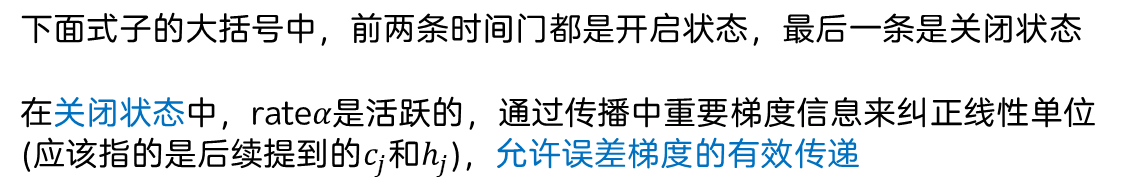 下面式子的大括号中，前两条时间门都是开启状态，最后一条是关闭状态
在关闭状态中，rate𝛼是活跃的，通过传播中重要梯度信息来纠正线性单位
(应该指的是后续提到的𝑐𝑗和ℎ𝑗)，允许误差梯度的有效传递